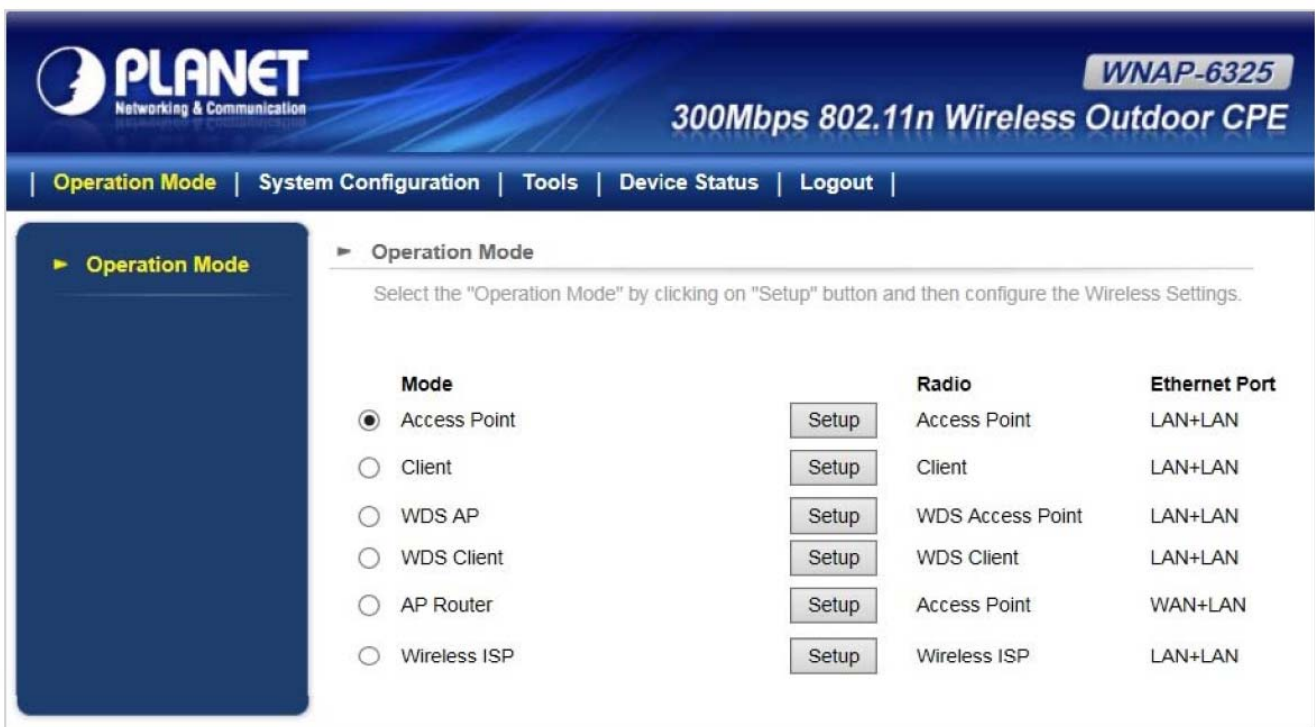 PLANET
Networking & Communication
WNAP-6325
300Mbps 802.11n Wireless Outdoor CPE
| Operation Mode | System Configuration | Tools | Device Status | Logout |
Operation Mode
Operation Mode
Select the "Operation Mode" by clicking on "Setup" button and then configure the Wireless Settings.
Mode Radio Ethernet Port
Access Point Setup Access Point LAN+LAN
Client Setup Client LAN+LAN
WDS AP Setup WDS Access Point LAN+LAN
WDS Client Setup WDS Client LAN+LAN
AP Router Setup Access Point WAN+LAN
Wireless ISP Setup Wireless ISP LAN+LAN